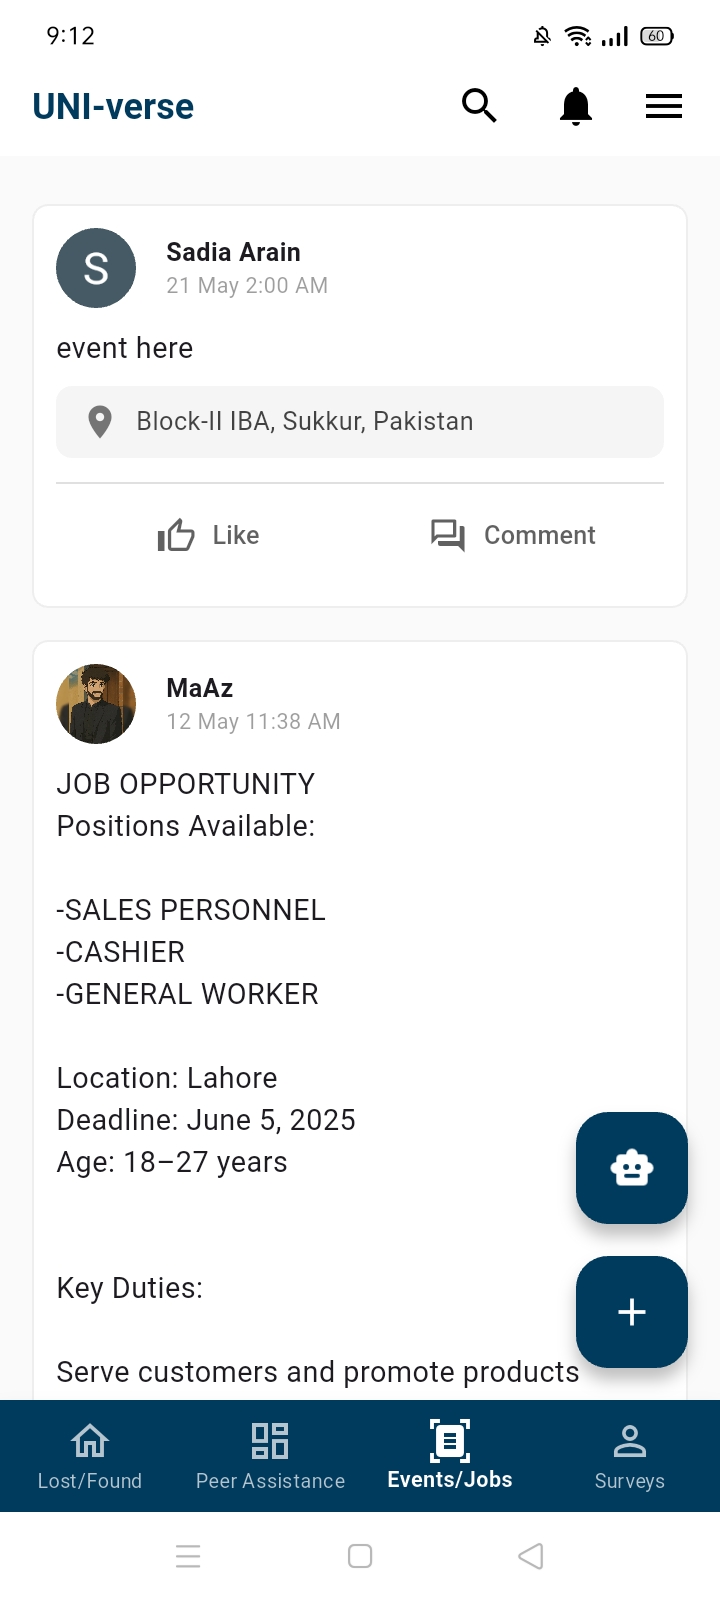 9:12
60
UNI-verse
S
Sadia Arain
21 May 2:00 AM
event here
Block-II IBA, Sukkur, Pakistan
Like
Comment
MaAz
12 May 11:38 AM
JOB OPPORTUNITY
Positions Available:
-SALES PERSONNEL
-CASHIER
-GENERAL WORKER
Location: Lahore
Deadline: June 5, 2025
Age: 18–27 years
Key Duties:
Serve customers and promote products
Lost/Found
Peer Assistance
Events/Jobs
Surveys